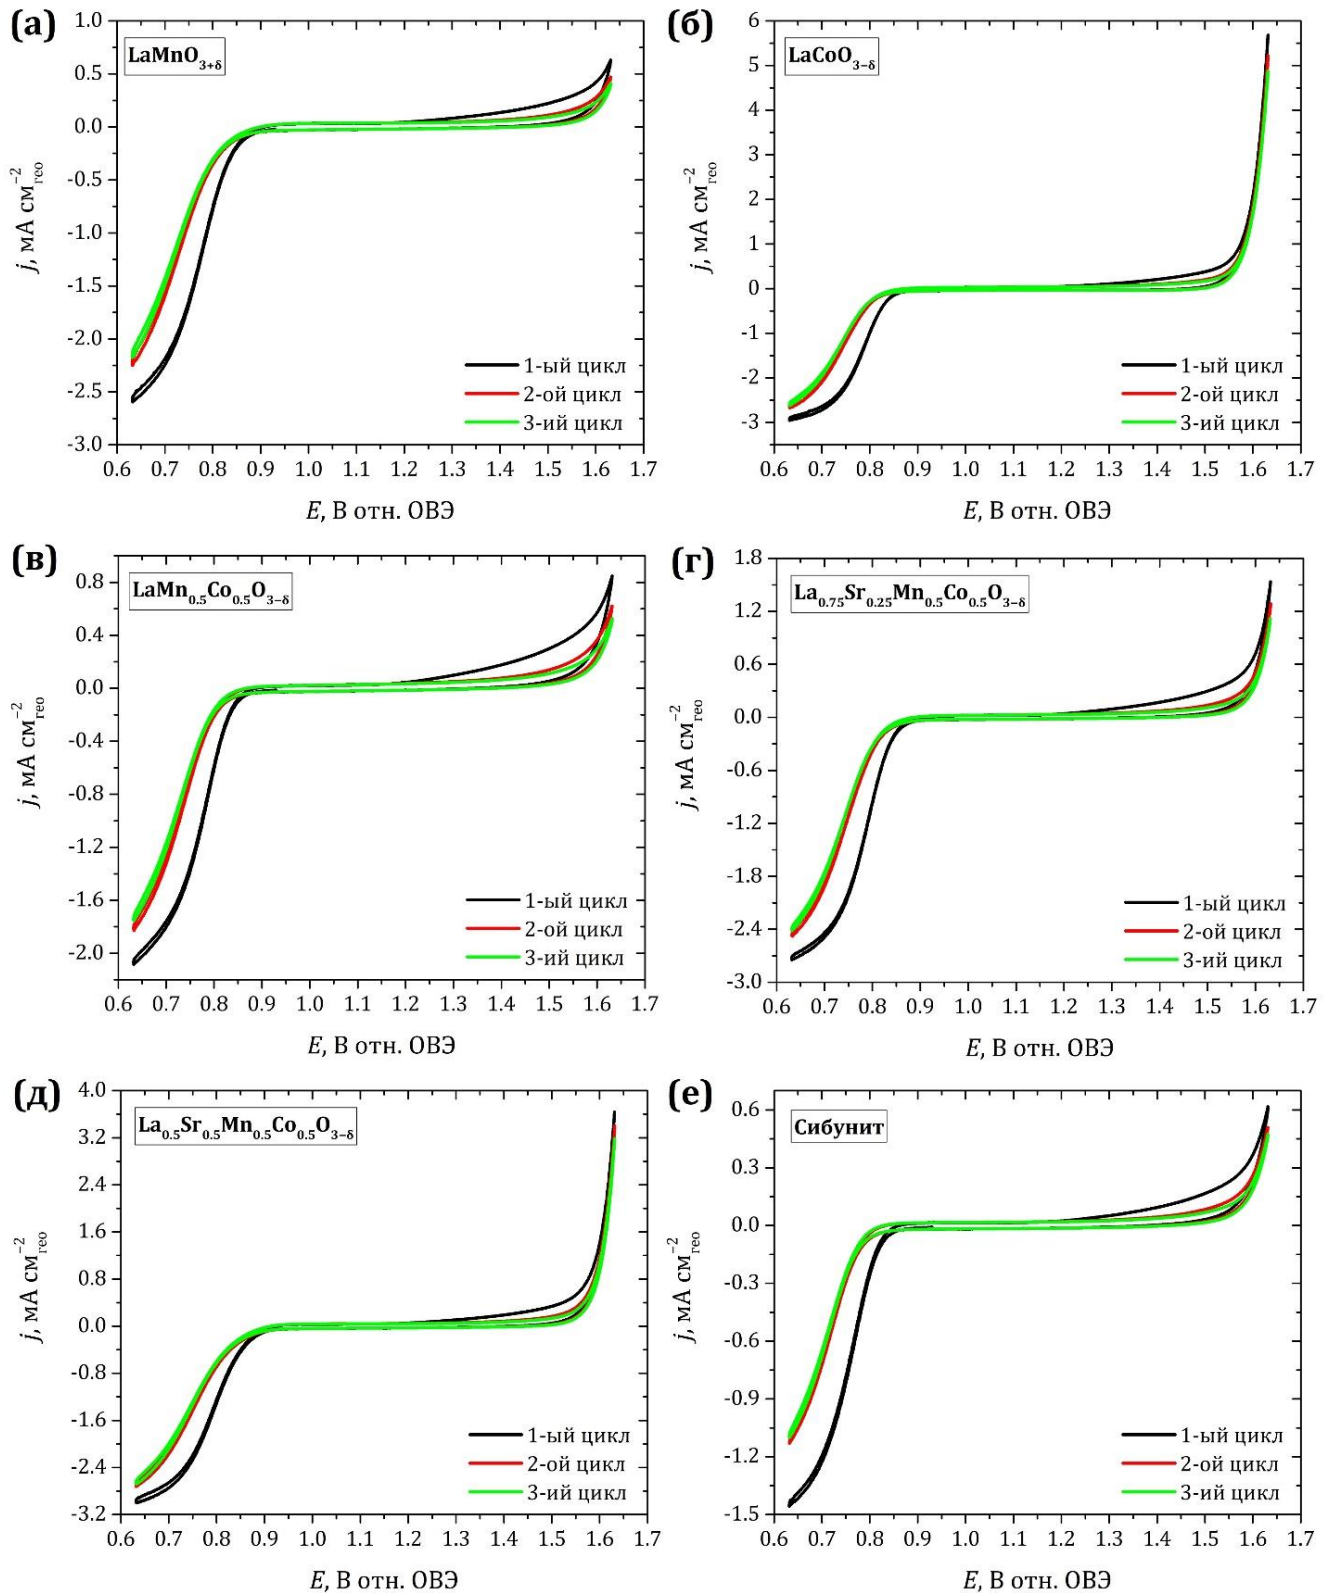 (а)
LaMnO3+δ
1.0
0.5
0.0
-0.5
-1.0
-1.5
-2.0
-2.5
-3.0
j, мА см−2гео
1-ый цикл
2-ой цикл
3-ий цикл
0.6 0.7 0.8 0.9 1.0 1.1 1.2 1.3 1.4 1.5 1.6 1.7
E, В отн. ОВЭ
(б)
LaCoO3−δ
6
5
4
3
2
1
0
-1
-2
-3
j, мА см−2гео
1-ый цикл
2-ой цикл
3-ий цикл
0.6 0.7 0.8 0.9 1.0 1.1 1.2 1.3 1.4 1.5 1.6 1.7
E, В отн. ОВЭ
(в)
LaMn0.5Co0.5O3−δ
0.8
0.4
0.0
-0.4
-0.8
-1.2
-1.6
-2.0
j, мА см−2гео
1-ый цикл
2-ой цикл
3-ий цикл
0.6 0.7 0.8 0.9 1.0 1.1 1.2 1.3 1.4 1.5 1.6 1.7
E, В отн. ОВЭ
(г)
La0.75Sr0.25Mn0.5Co0.5O3−δ
1.8
1.2
0.6
0.0
-0.6
-1.2
-1.8
-2.4
-3.0
j, мА см−2гео
1-ый цикл
2-ой цикл
3-ий цикл
0.6 0.7 0.8 0.9 1.0 1.1 1.2 1.3 1.4 1.5 1.6 1.7
E, В отн. ОВЭ
(д)
La0.5Sr0.5Mn0.5Co0.5O3−δ
4.0
3.2
2.4
1.6
0.8
0.0
-0.8
-1.6
-2.4
-3.2
j, мА см−2гео
1-ый цикл
2-ой цикл
3-ий цикл
0.6 0.7 0.8 0.9 1.0 1.1 1.2 1.3 1.4 1.5 1.6 1.7
E, В отн. ОВЭ
(е)
Сибунит
0.6
0.3
0.0
-0.3
-0.6
-0.9
-1.2
-1.5
j, мА см−2гео
1-ый цикл
2-ой цикл
3-ий цикл
0.6 0.7 0.8 0.9 1.0 1.1 1.2 1.3 1.4 1.5 1.6 1.7
E, В отн. ОВЭ